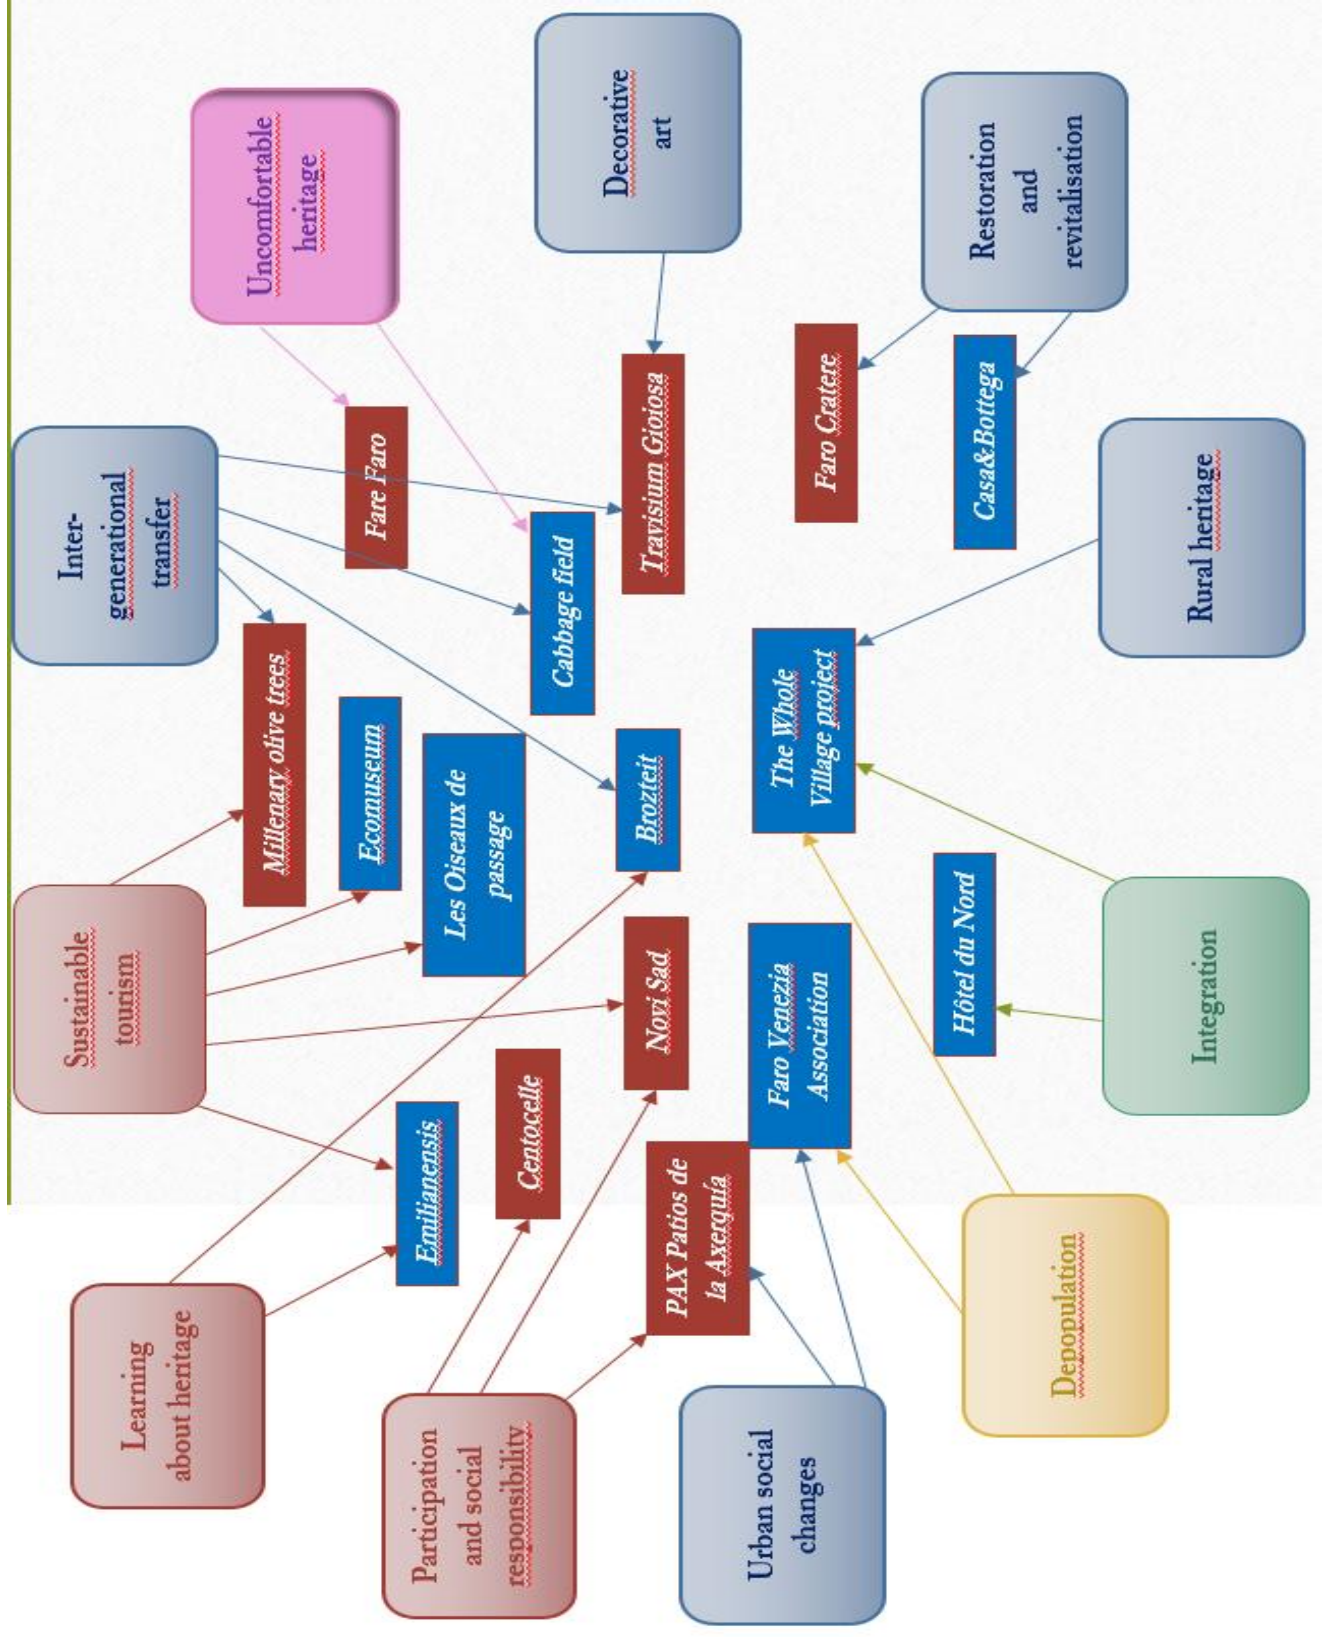 Learning
about heritage
Sustainable
tourism
Inter-
generational
transfer
Uncomfortable
heritage
Millenary olive trees
Ecomuseum
Fare Faro
Emilianensis
Les Oiseaux de
passage
Participation
and social
responsibility
Centocelle
Cabbage field
Decorative
art
Novi Sad
Brozteit
Travisium Gioiosa
PAX Patios de
la Axerquía
Urban social
changes
Faro Venezia
Association
The Whole
Village project
Faro Cratere
Restoration
and
revitalisation
Hôtel du Nord
Casa&Bottega
Depopulation
Integration
Rural heritage